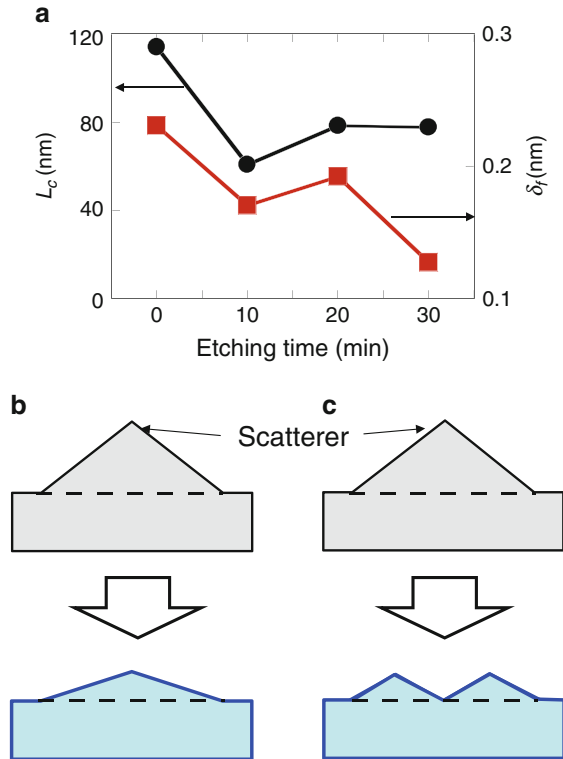 a
120
80
40
0
L_c (nm)
0.3
0.2
0.1
δ_f (nm)
0 10 20 30
Etching time (min)
b c
Scatterer